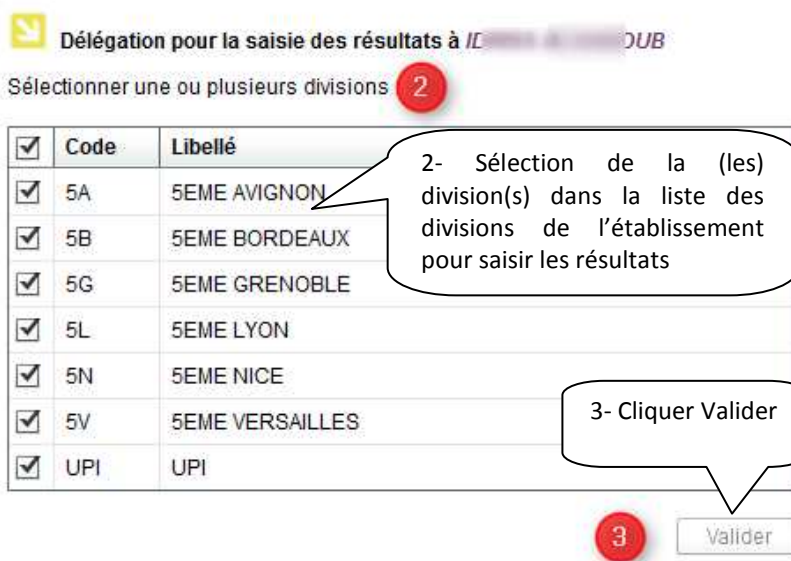 Délégation pour la saisie des résultats à
Sélectionner une ou plusieurs divisions 2
Code Libellé
5A 5EME AVIGNON
5B 5EME BORDEAUX
5G 5EME GRENOBLE
5L 5EME LYON
5N 5EME NICE
5V 5EME VERSAILLES
UPI UPI
2- Sélection de la (les)
division(s) dans la liste des
divisions de l’établissement
pour saisir les résultats
3- Cliquer Valider
3 Valider